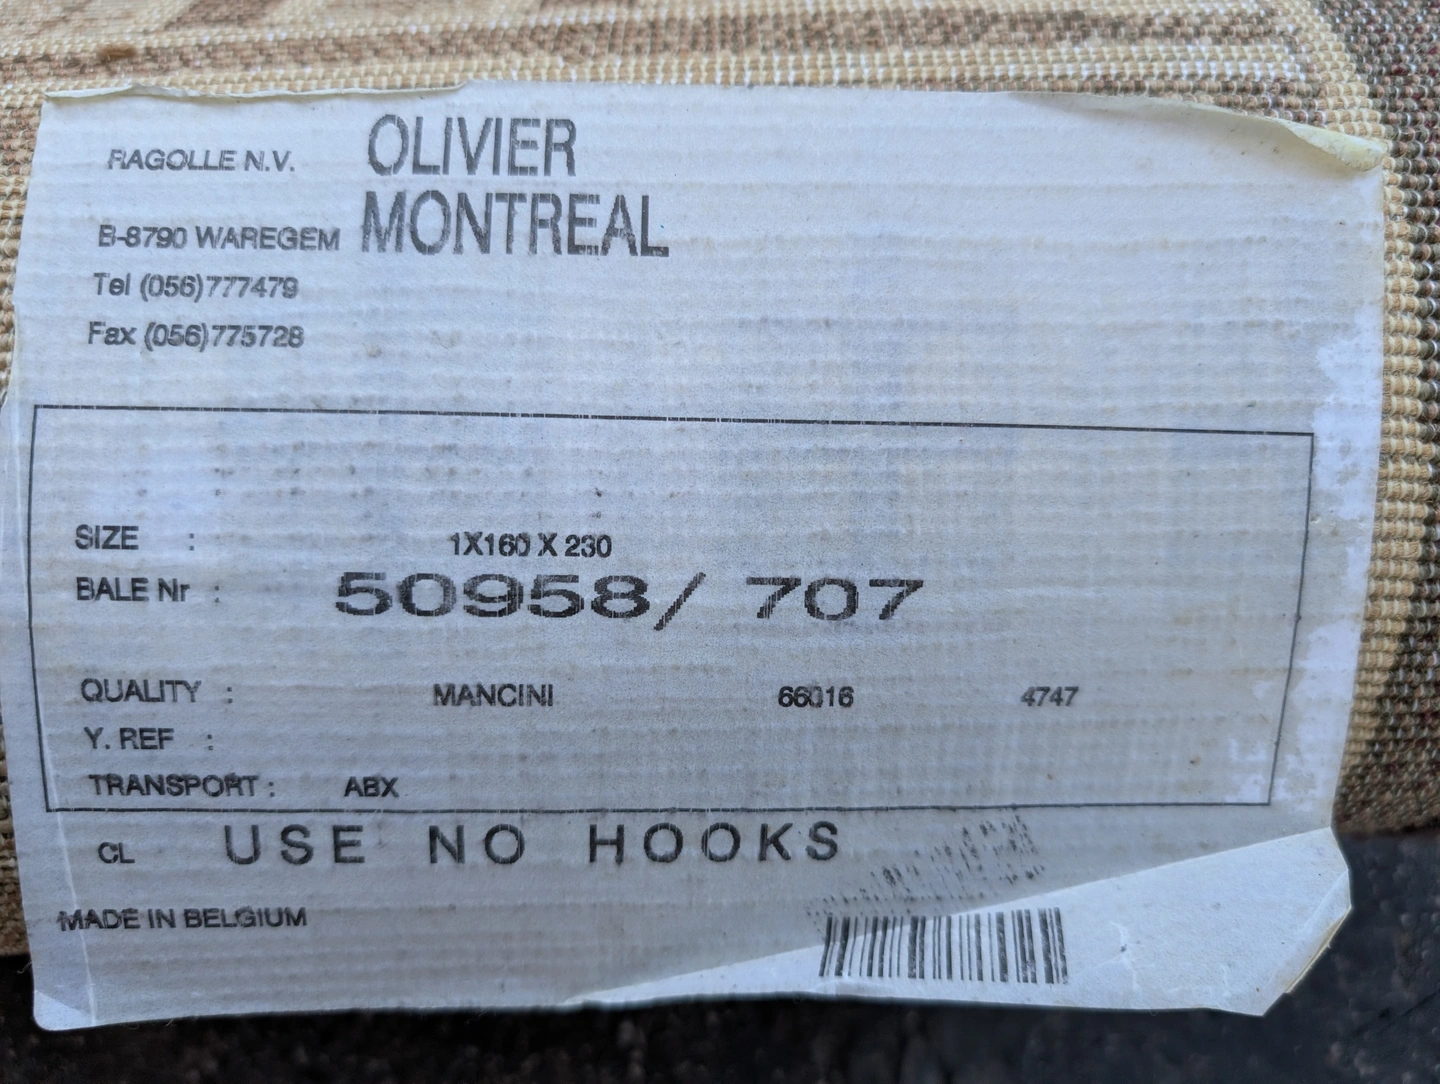 RAGOLLE N.V.
OLIVIER
MONTREAL
B-8790 WAREGEM
Tel (056)777479
Fax (056)775728
SIZE : 1X160 X 230
BALE Nr : 50958/ 707
QUALITY : MANCINI 66016 4747
Y. REF :
TRANSPORT : ABX
CL USE NO HOOKS
MADE IN BELGIUM